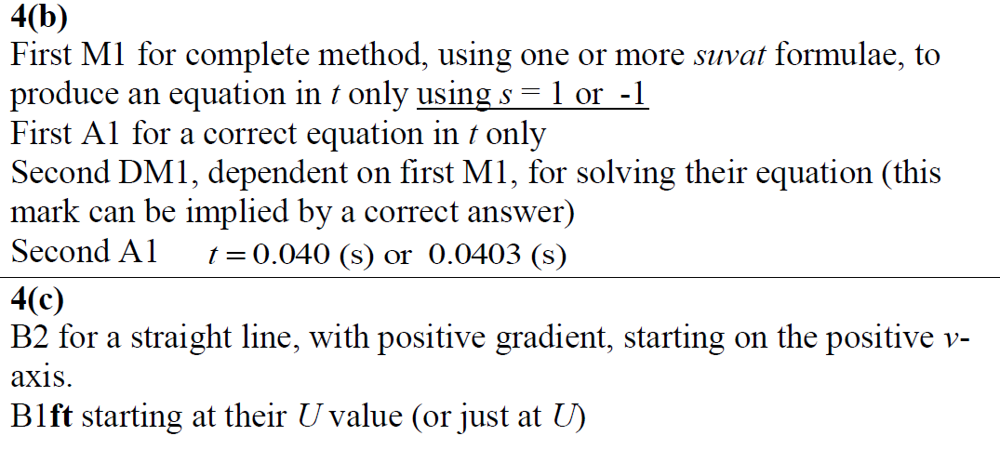 4(b)
First M1 for complete method, using one or more suvat formulae, to
produce an equation in t only using s = 1 or -1
First A1 for a correct equation in t only
Second DM1, dependent on first M1, for solving their equation (this
mark can be implied by a correct answer)
Second A1 t = 0.040 (s) or 0.0403 (s)
4(c)
B2 for a straight line, with positive gradient, starting on the positive v-
axis.
B1ft starting at their U value (or just at U)